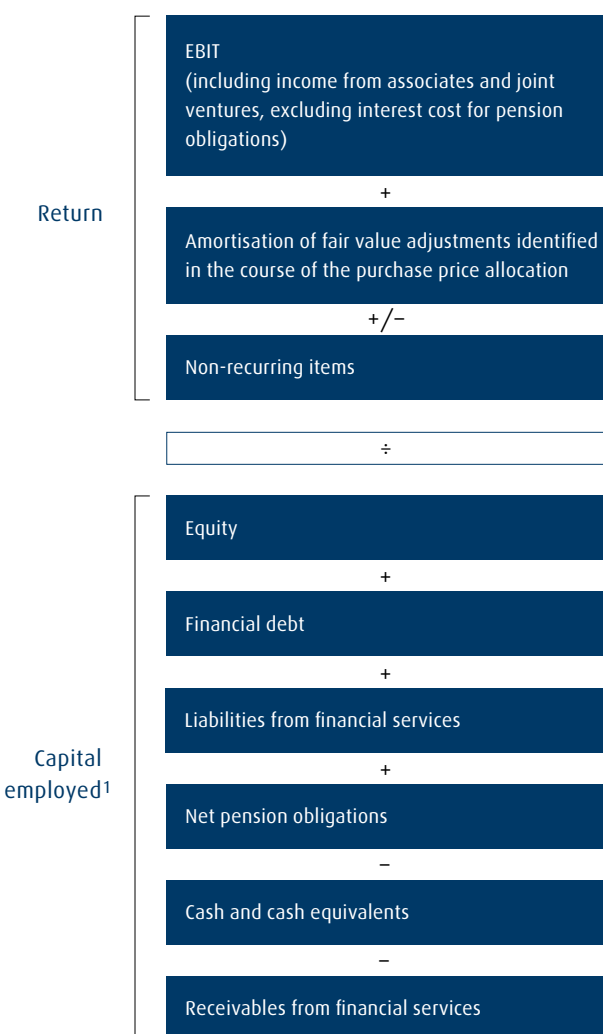 EBIT
(including income from associates and joint
ventures, excluding interest cost for pension
obligations)
+
Return
Amortisation of fair value adjustments identified
in the course of the purchase price allocation
+/−
Non-recurring items
÷
Equity
+
Financial debt
+
Liabilities from financial services
Capital
employed¹
+
Net pension obligations
−
Cash and cash equivalents
−
Receivables from financial services